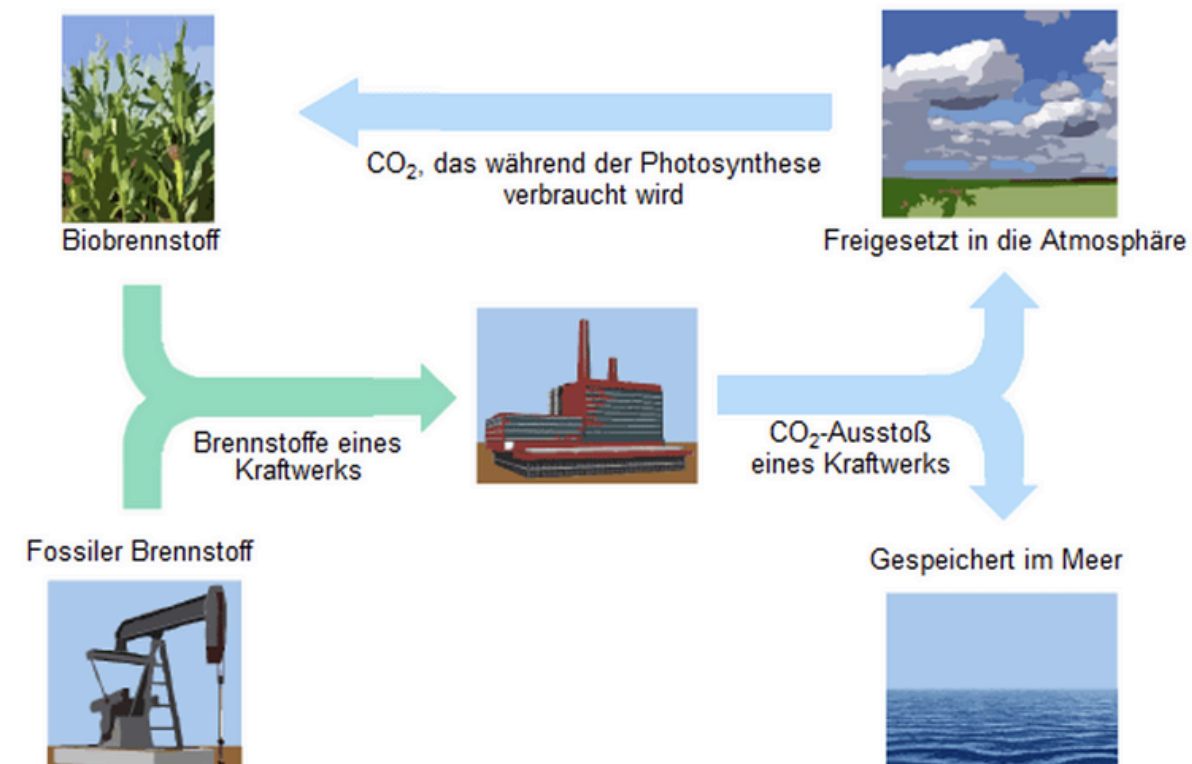 CO₂, das während der Photosynthese
verbraucht wird
Biobrennstoff
Freigesetzt in die Atmosphäre
Brennstoffe eines
Kraftwerks
CO₂-Ausstoß
eines Kraftwerks
Fossiler Brennstoff
Gespeichert im Meer